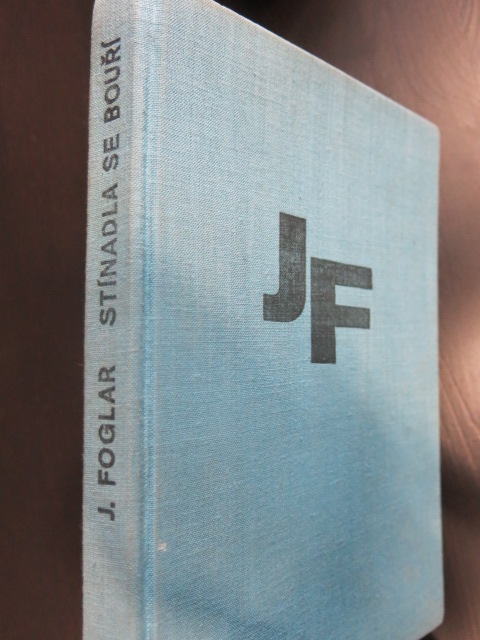 J. FOGLAR STÍNADLA SE BOUŘÍ
JF